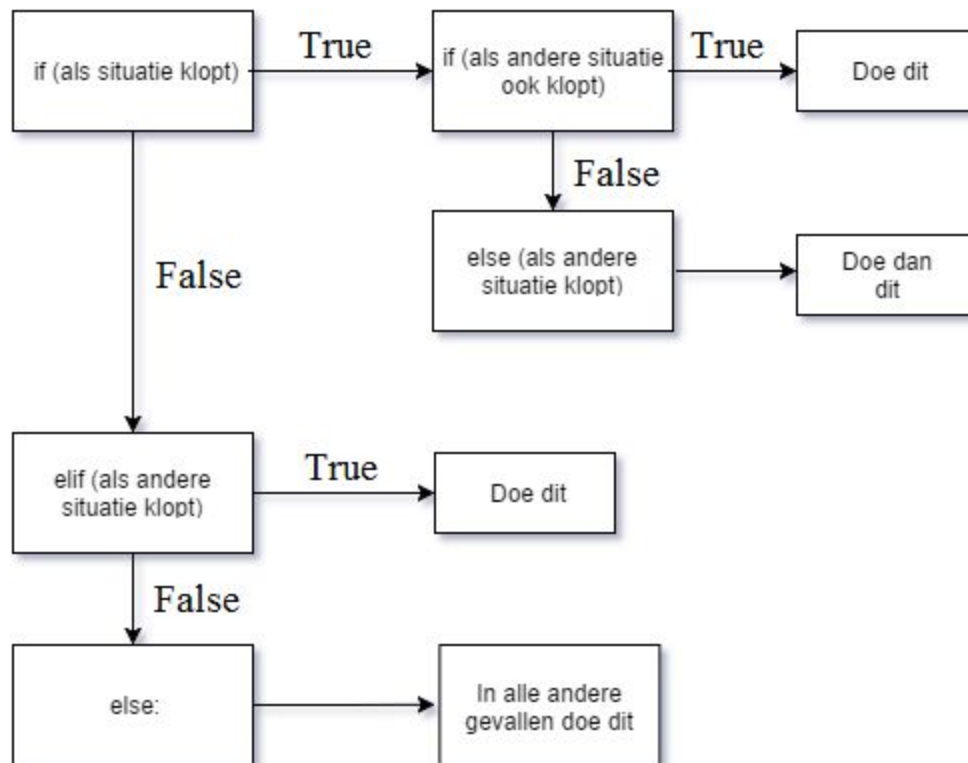 if (als situatie klopt)
True
if (als andere situatie
ook klopt)
True
Doe dit
False
else (als andere
situatie klopt)
Doe dan
dit
False
elif (als andere
situatie klopt)
True
Doe dit
False
else:
In alle andere
gevallen doe dit